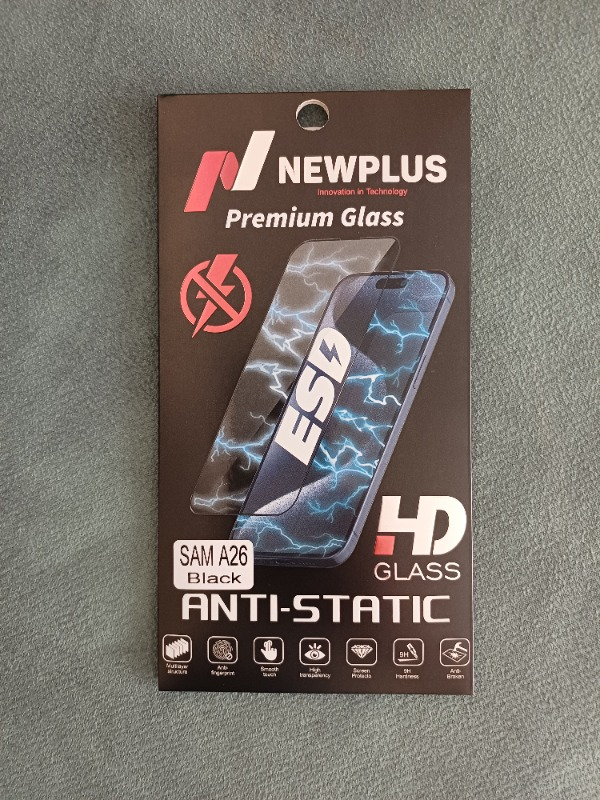 NEWPLUS
Innovation in Technology
Premium Glass
ESD
HD
GLASS
SAM A26
Black
ANTI-STATIC
Multilayer
structure
Anti-
fingerprint
Smooth
touch
High
transparency
Screen
Protects
9H
9H
Hardness
Anti-
Broken